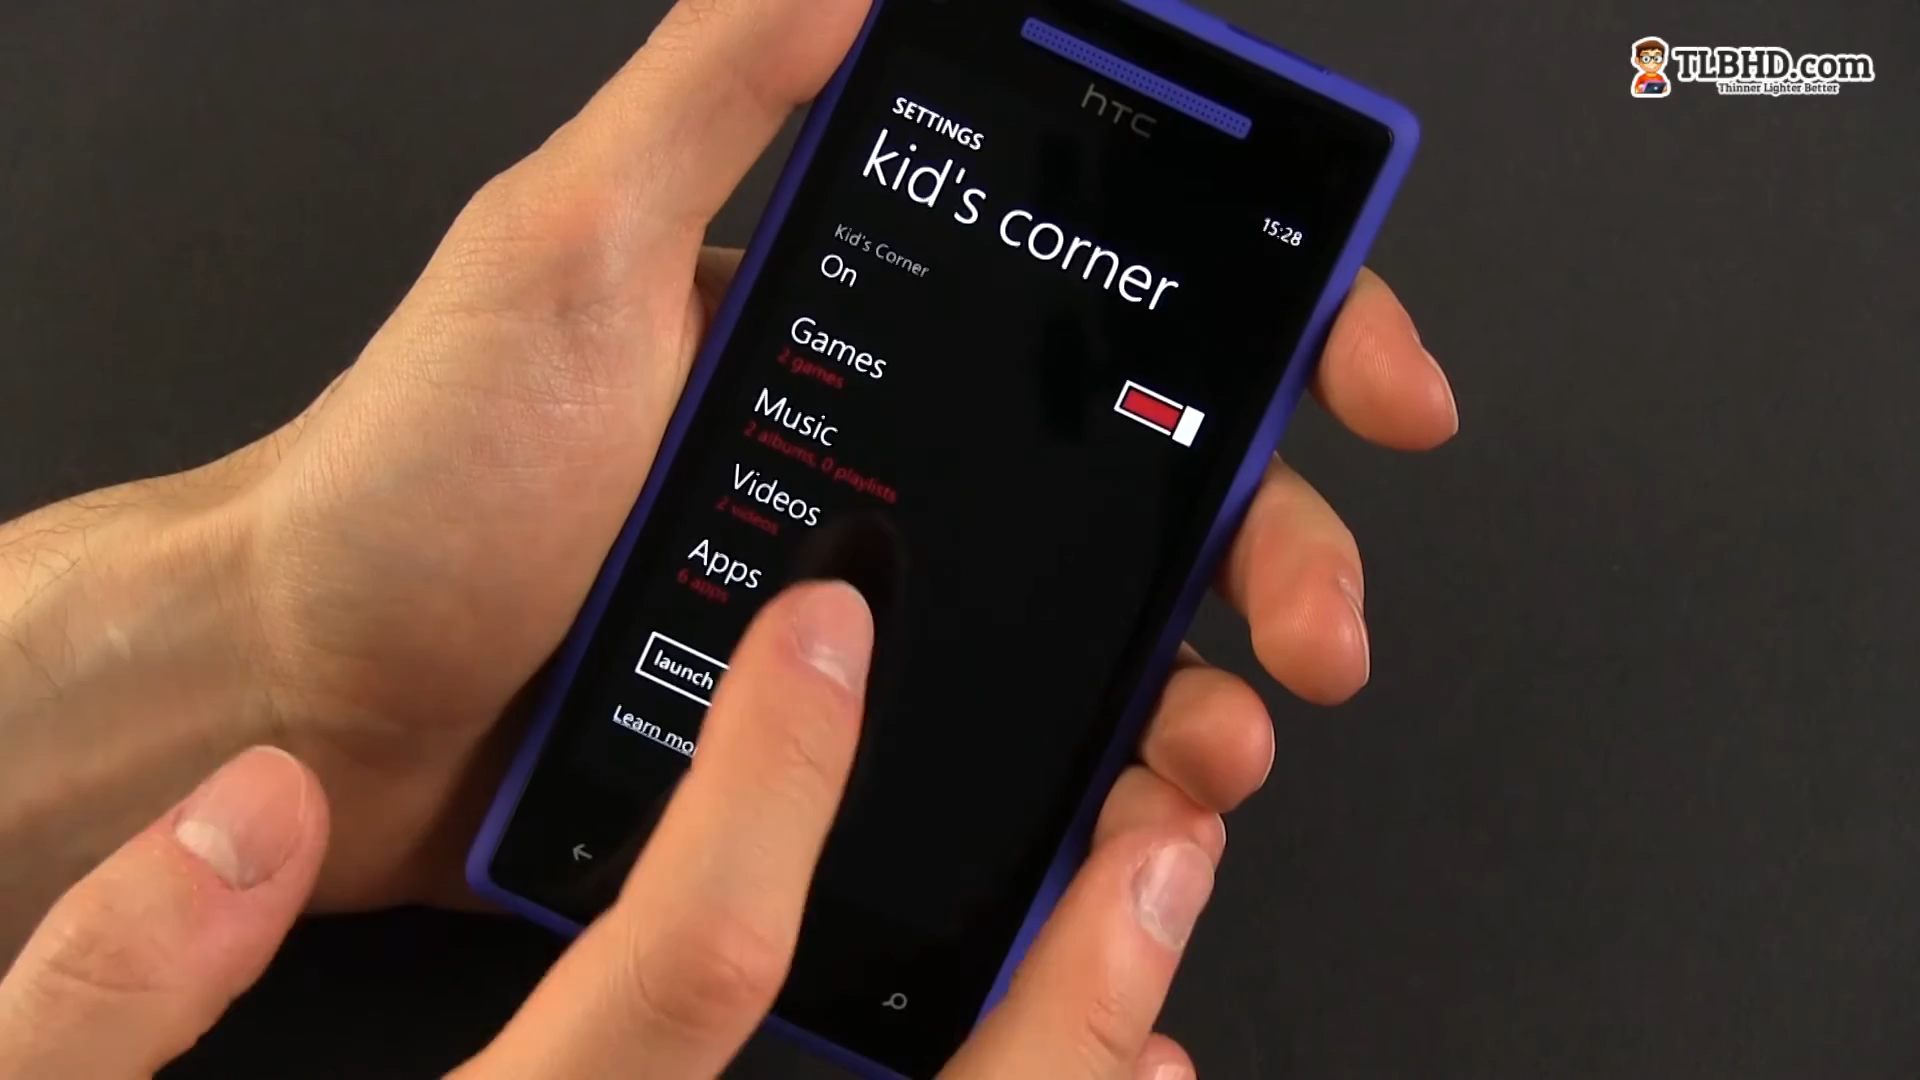 TLBHD.com
Thinner Lighter Better
hTC
15:28
SETTINGS
kid's corner
Kid's Corner
On
Games
2 games
Music
2 albums, 0 playlists
Videos
2 videos
Apps
6 apps
launch
Learn